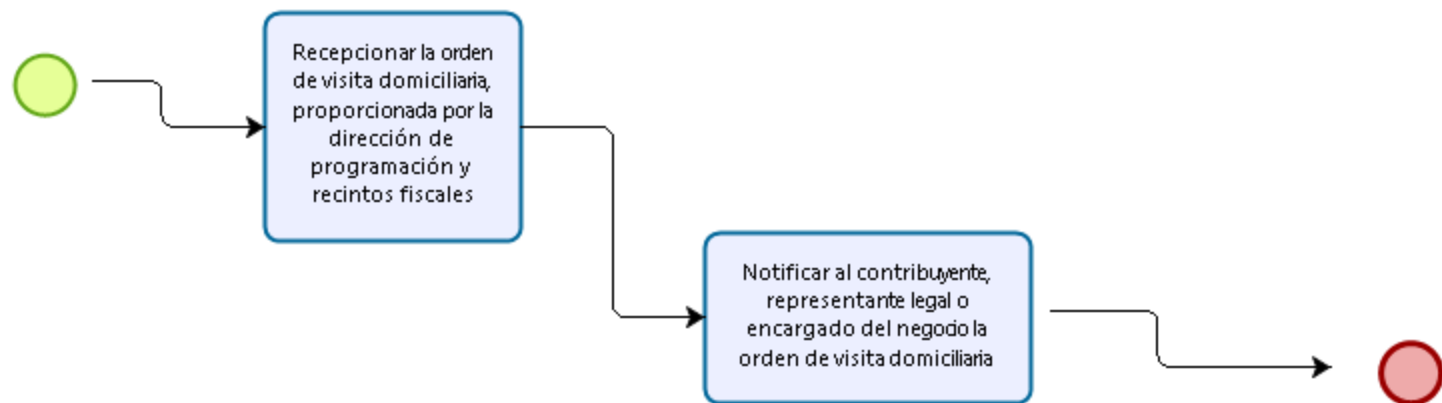 Recepcionar la orden
de visita domiciliaria,
proporcionada por la
dirección de
programación y
recintos fiscales
Notificar al contribuyente,
representante legal o
encargado del negocio la
orden de visita domiciliaria